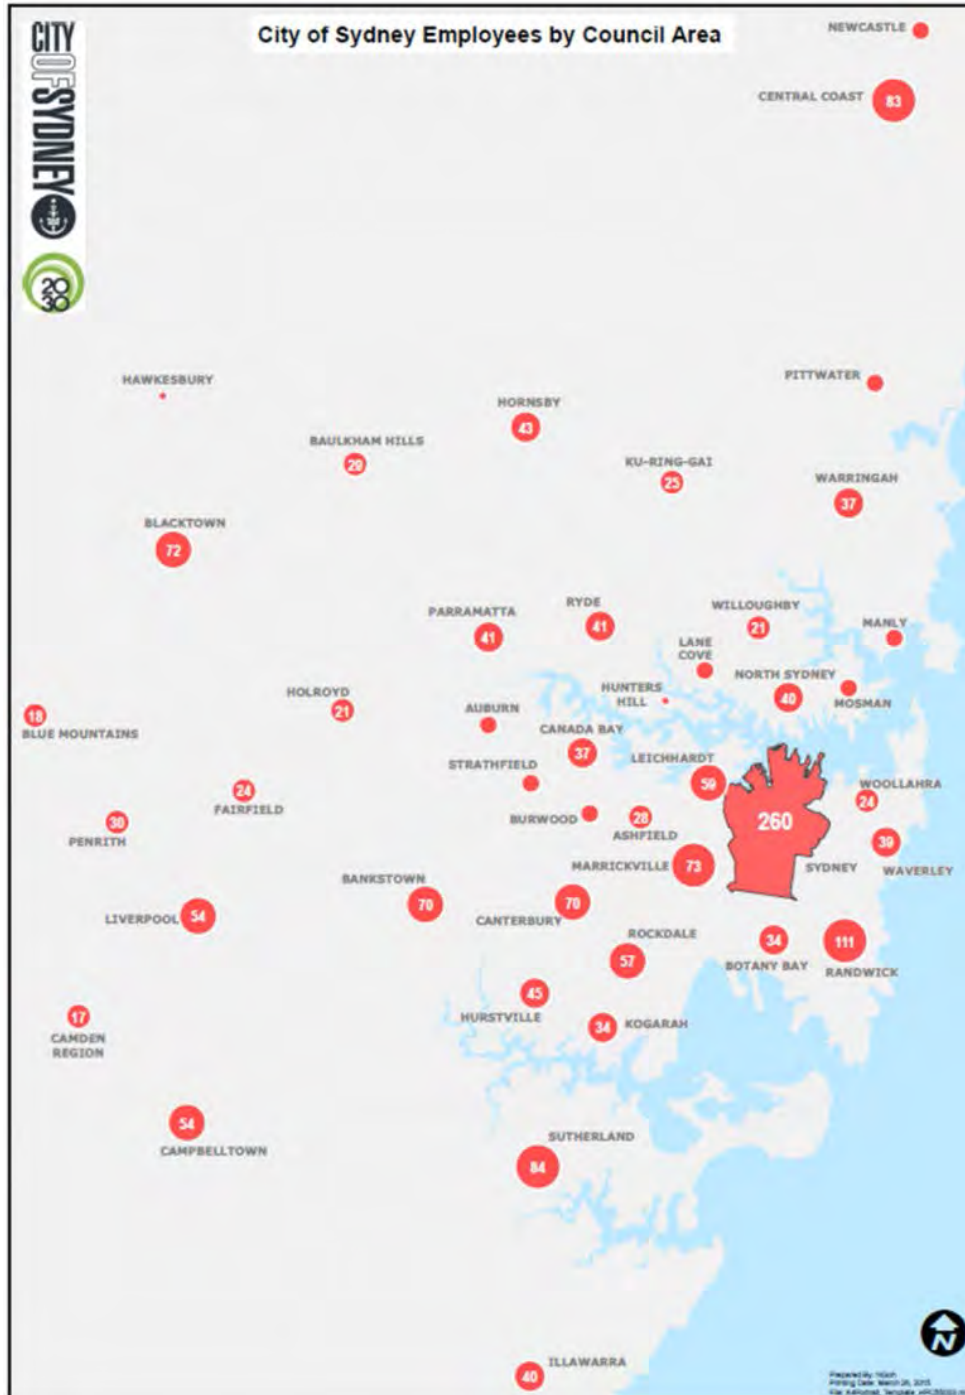 CITYOFSYDNEY
2030
City of Sydney Employees by Council Area
NEWCASTLE
CENTRAL COAST
83
HAWKESBURY
PITTWATER
HORNSBY
43
BAULKHAM HILLS
KU-RING-GAI
25
WARRINGAH
37
BLACKTOWN
72
PARRAMATTA
41
RYDE
41
WILLOUGHBY
21
MANLY
LANE
COVE
NORTH SYDNEY
40
MOSMAN
HUNTERS
HILL
HOLROYD
21
AUBURN
18
BLUE MOUNTAINS
CANADA BAY
37
LEICHHARDT
59
STRATHFIELD
260
SYDNEY
WOOLLAHRA
24
24
FAIRFIELD
30
PENRITH
BURWOOD
28
ASHFIELD
39
WAVERLEY
MARRICKVILLE
73
BANKSTOWN
70
70
CANTERBURY
LIVERPOOL
54
ROCKDALE
57
34
BOTANY BAY
111
RANDWICK
45
HURSTVILLE
34
KOGARAH
17
CAMDEN
REGION
54
CAMPBELLTOWN
SUTHERLAND
84
N
ILLAWARRA
40